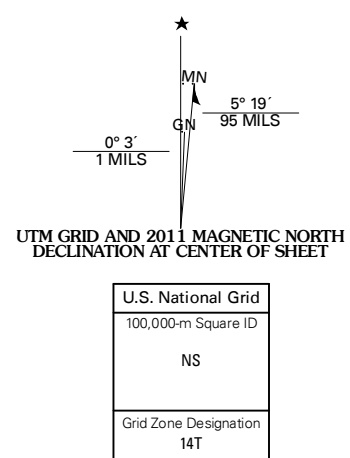 ★
MN
5° 19´
95 MILS
GN
0° 3´
1 MILS
UTM GRID AND 2011 MAGNETIC NORTH
DECLINATION AT CENTER OF SHEET
U.S. National Grid
100,000-m Square ID
NS
Grid Zone Designation
14T